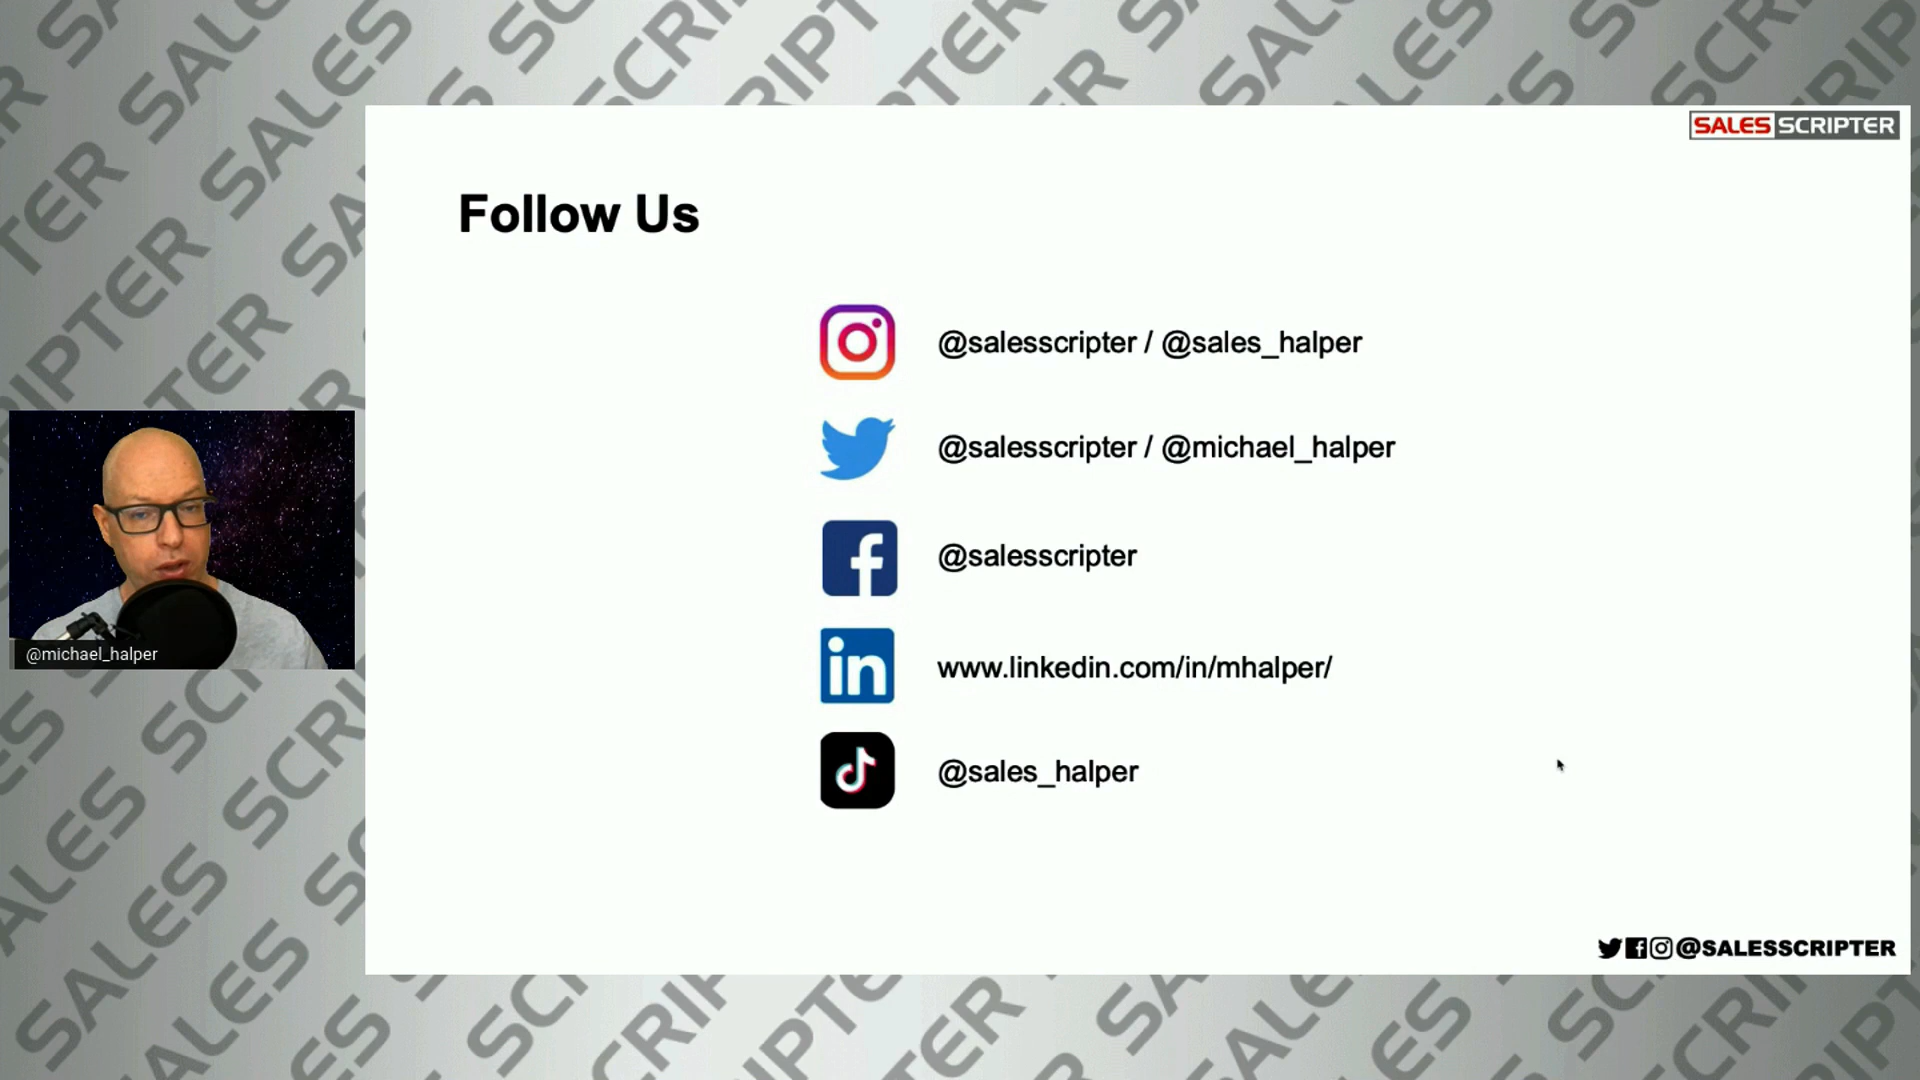 SALES SCRIPTER
Follow Us
@salesscripter / @sales_halper
@salesscripter / @michael_halper
@salesscripter
www.linkedin.com/in/mhalper/
@sales_halper
@michael_halper
@SALESSCRIPTER